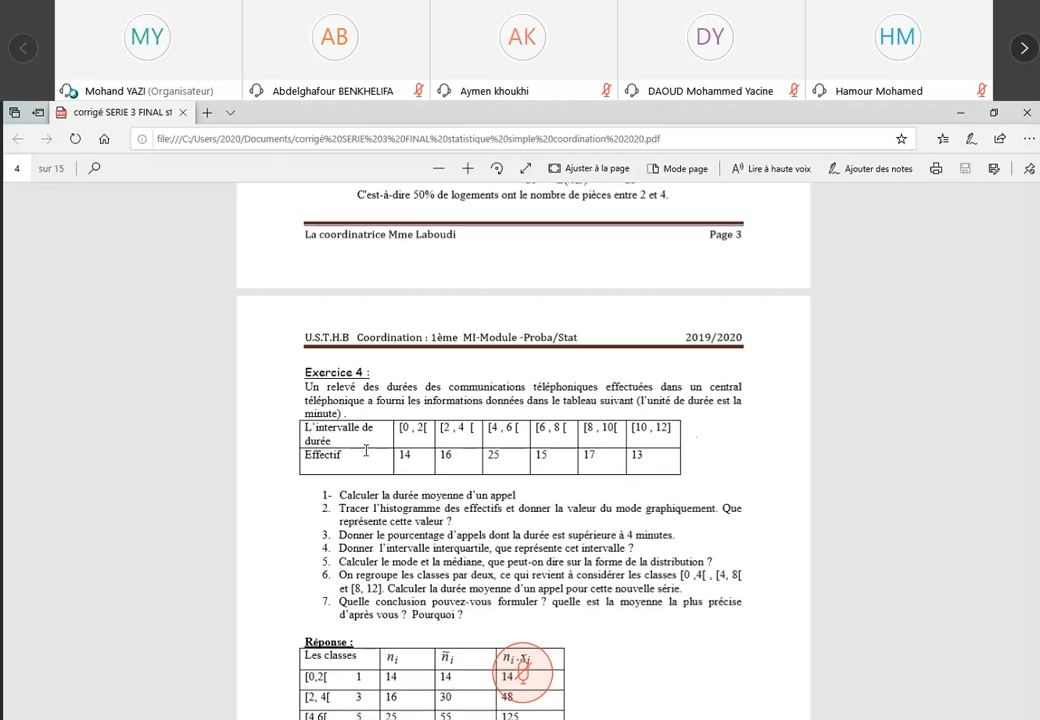 MY AB AK DY HM
Mohand YAZI (Organisateur) Abdelghafour BENKHELIFA Aymen khoukhi DAOUD Mohammed Yacine Hamour Mohamed
corrigé SERIE 3 FINAL st
file:///C:/Users/2020/Documents/corrigé%20SERIE%203%20FINAL%20statistique%20simple%20coordination%202020.pdf
4 sur 15 Ajuster à la page Mode page Lire à haute voix Ajouter des notes
C'est-à-dire 50% de logements ont le nombre de pièces entre 2 et 4.
La coordinatrice Mme Laboudi Page 3
U.S.T.H.B Coordination : 1ème MI-Module -Proba/Stat 2019/2020
Exercice 4 :
Un relevé des durées des communications téléphoniques effectuées dans un central
téléphonique a fourni les informations données dans le tableau suivant (l'unité de durée est la
minute) .
L'intervalle de [0 , 2[ [2 , 4 [ [4 , 6 [ [6 , 8 [ [8 , 10[ [10 , 12]
durée
Effectif 14 16 25 15 17 13
1- Calculer la durée moyenne d'un appel
2. Tracer l'histogramme des effectifs et donner la valeur du mode graphiquement. Que
représente cette valeur ?
3. Donner le pourcentage d'appels dont la durée est supérieure à 4 minutes.
4. Donner l'intervalle interquartile, que représente cet intervalle ?
5. Calculer le mode et la médiane, que peut-on dire sur la forme de la distribution ?
6. On regroupe les classes par deux, ce qui revient à considérer les classes [0 ,4[ , [4, 8[
et [8, 12]. Calculer la durée moyenne d'un appel pour cette nouvelle série.
7. Quelle conclusion pouvez-vous formuler ? quelle est la moyenne la plus précise
d'après vous ? Pourquoi ?
Réponse :
Les classes nᵢ ñᵢ nᵢ.xᵢ
[0,2[ 1 14 14 14
[2, 4[ 3 16 30 48
[4,6[ 5 25 55 125